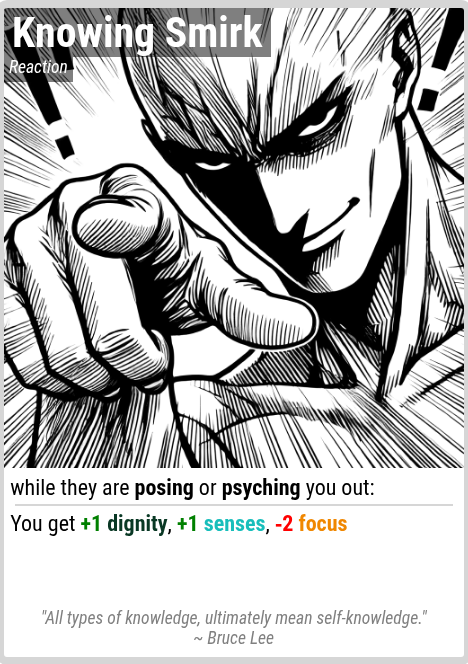 Knowing Smirk
Reaction
while they are posing or psyching you out:
You get +1 dignity, +1 senses, -2 focus
"All types of knowledge, ultimately mean self-knowledge."
~ Bruce Lee